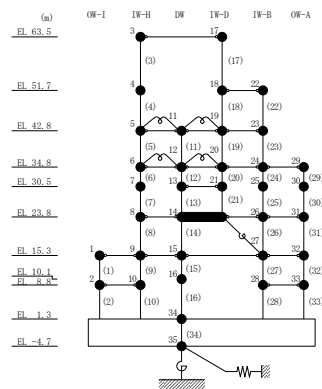 (m) OW-I IW-H DW IW-D IW-B OW-A
EL 63.5 3 17
(3) (17)
EL 51.7 4 18 22
(4) (18) (22)
11 19
EL 42.8 5 23
(5) (11) (19) (23)
12 20
EL 34.8 6 24 29
(6) (12) (20) (24) (29)
EL 30.5 7 13 21 25 30
(7) (13) (21) (25) (30)
EL 23.8 8 14 26 31
(8) (14) (26) (31)
27
EL 15.3 1 9 15 32
(1) (9) (15) (27) (32)
EL 10.1 16
EL 8.8 2 10 28 33
(2) (10) (16) (28) (33)
EL 1.3 34
(34)
EL -4.7 35